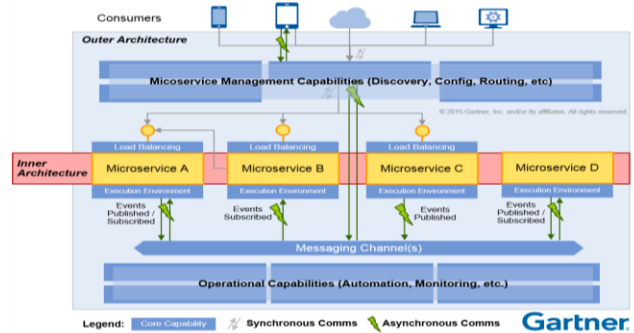 Consumers
Outer Architecture
Micoservice Management Capabilities (Discovery, Config, Routing, etc)
© 2015 Gartner, Inc. and/or its affiliates. All rights reserved.
Load Balancing
Load Balancing
Load Balancing
Inner
Architecture
Microservice A
Microservice B
Microservice C
Microservice D
Execution Environment
Execution Environment
Execution Environment
Execution Environment
Events
Published /
Subscribed
Events
Subscribed
Events
Published
Events
Published /
Subscribed
Messaging Channel(s)
Operational Capabilities (Automation, Monitoring, etc.)
Legend:
Core Capability
Synchronous Comms
Asynchronous Comms
Gartner